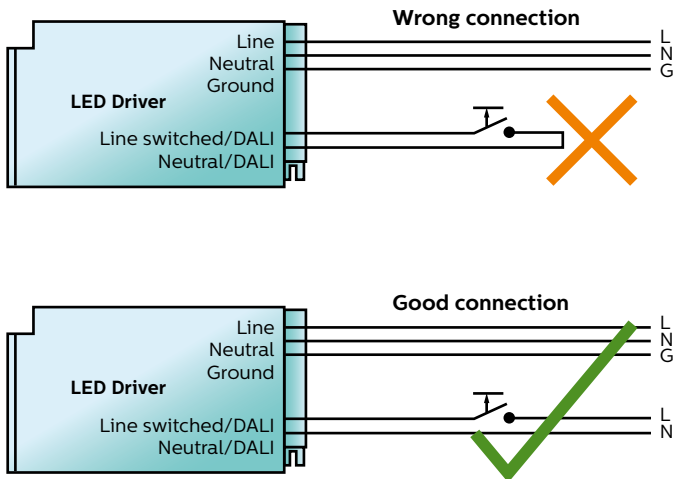 Wrong connection
Line
L
Neutral
N
Ground
G
LED Driver
Line switched/DALI
Neutral/DALI
Good connection
Line
L
Neutral
N
Ground
G
LED Driver
Line switched/DALI
L
Neutral/DALI
N